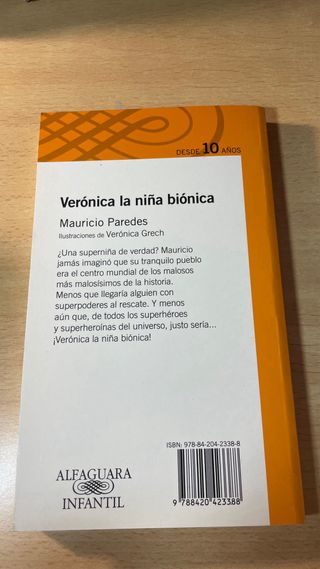 DESDE 10 AÑOS
Verónica la niña biónica
Mauricio Paredes
Ilustraciones de Verónica Grech
¿Una superniña de verdad? Mauricio
jamás imaginó que su tranquilo pueblo
era el centro mundial de los malosos
más malosísimos de la historia.
Menos que llegaría alguien con
superpoderes al rescate. Y menos
aún que, de todos los superhéroes
y superheroínas del universo, justo sería...
¡Verónica la niña biónica!
ISBN: 978-84-204-2338-8
9 788420 423388
ALFAGUARA
INFANTIL